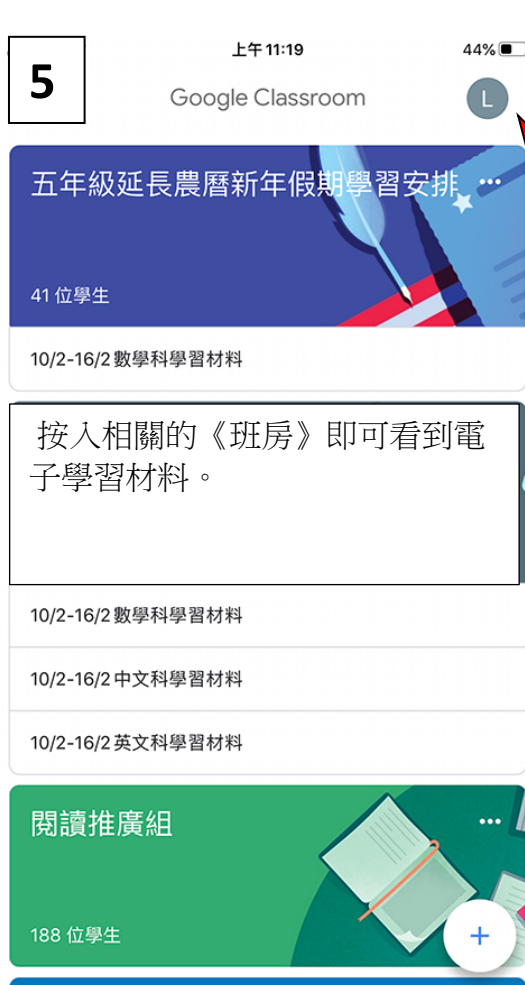 5
上午 11:19
44%
Google Classroom
L
五年級延長農曆新年假期學習安排
41 位學生
10/2-16/2 數學科學習材料
按入相關的《班房》即可看到電
子學習材料。
10/2-16/2 數學科學習材料
10/2-16/2 中文科學習材料
10/2-16/2 英文科學習材料
閱讀推廣組
188 位學生